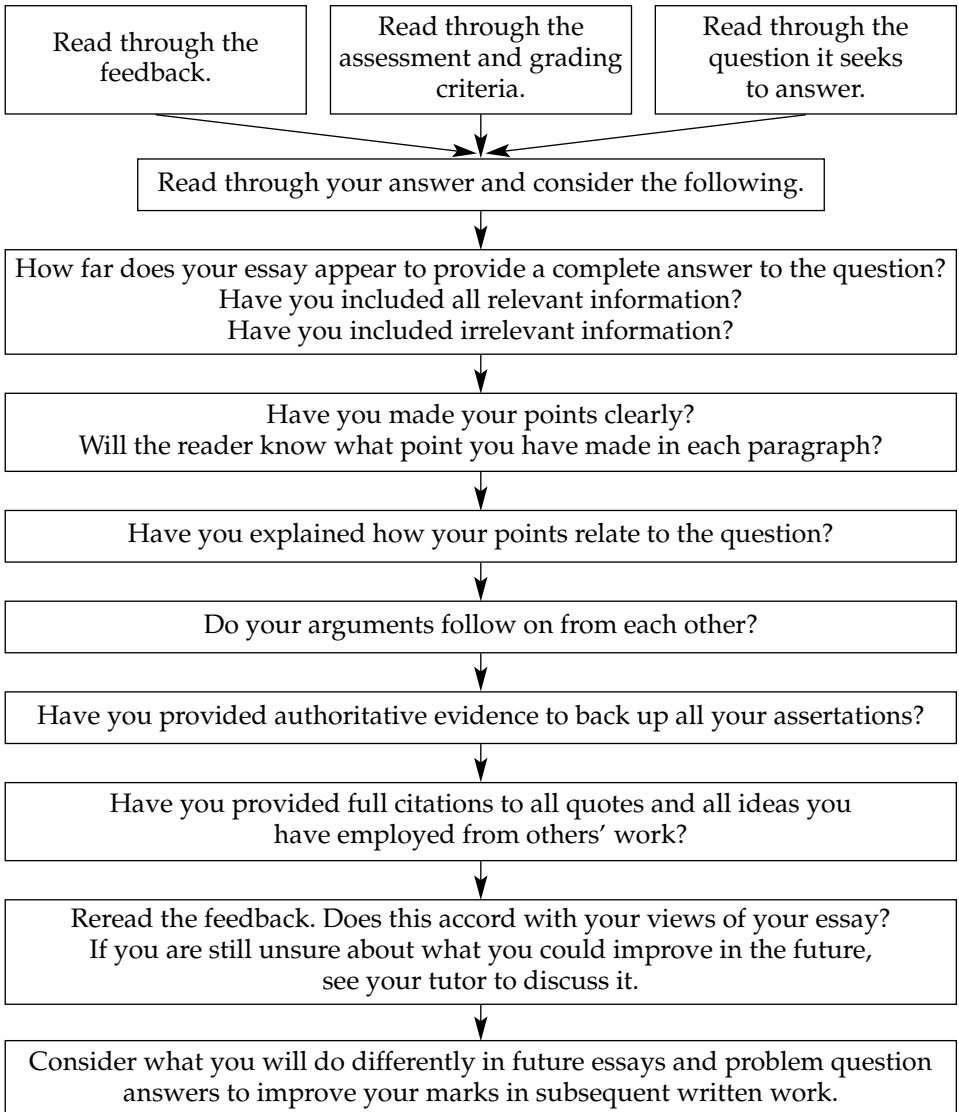 Read through the
feedback.
Read through the
assessment and grading
criteria.
Read through the
question it seeks
to answer.
Read through your answer and consider the following.
How far does your essay appear to provide a complete answer to the question?
Have you included all relevant information?
Have you included irrelevant information?
Have you made your points clearly?
Will the reader know what point you have made in each paragraph?
Have you explained how your points relate to the question?
Do your arguments follow on from each other?
Have you provided authoritative evidence to back up all your assertations?
Have you provided full citations to all quotes and all ideas you
have employed from others’ work?
Reread the feedback. Does this accord with your views of your essay?
If you are still unsure about what you could improve in the future,
see your tutor to discuss it.
Consider what you will do differently in future essays and problem question
answers to improve your marks in subsequent written work.